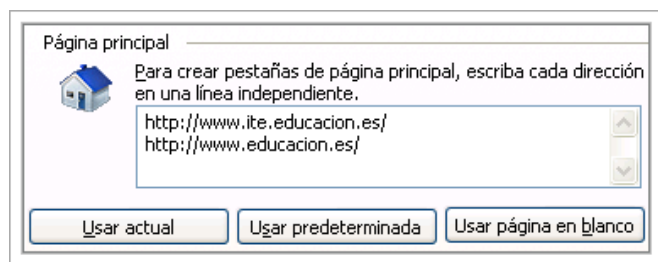 Página principal
Para crear pestañas de página principal, escriba cada dirección
en una línea independiente.
http://www.ite.educacion.es/
http://www.educacion.es/
Usar actual
Usar predeterminada
Usar página en blanco